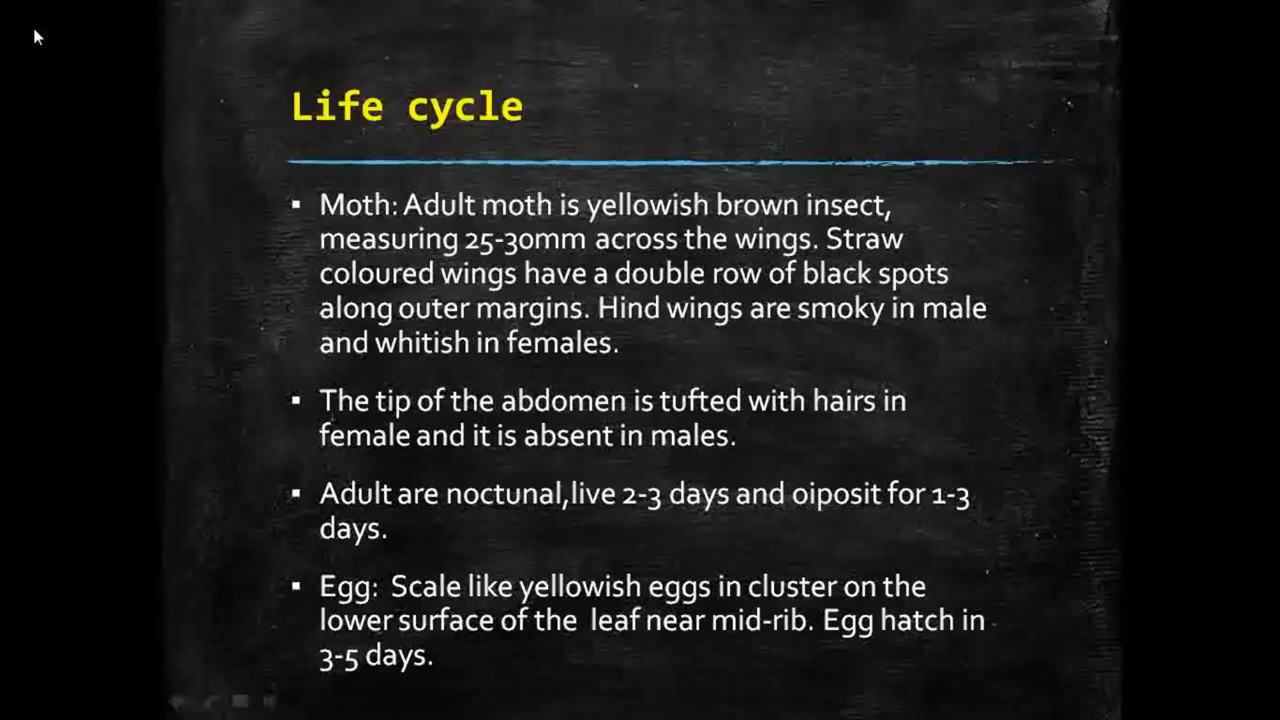 Life cycle
▪ Moth: Adult moth is yellowish brown insect,
measuring 25-30mm across the wings. Straw
coloured wings have a double row of black spots
along outer margins. Hind wings are smoky in male
and whitish in females.
▪ The tip of the abdomen is tufted with hairs in
female and it is absent in males.
▪ Adult are noctunal,live 2-3 days and oiposit for 1-3
days.
▪ Egg: Scale like yellowish eggs in cluster on the
lower surface of the leaf near mid-rib. Egg hatch in
3-5 days.